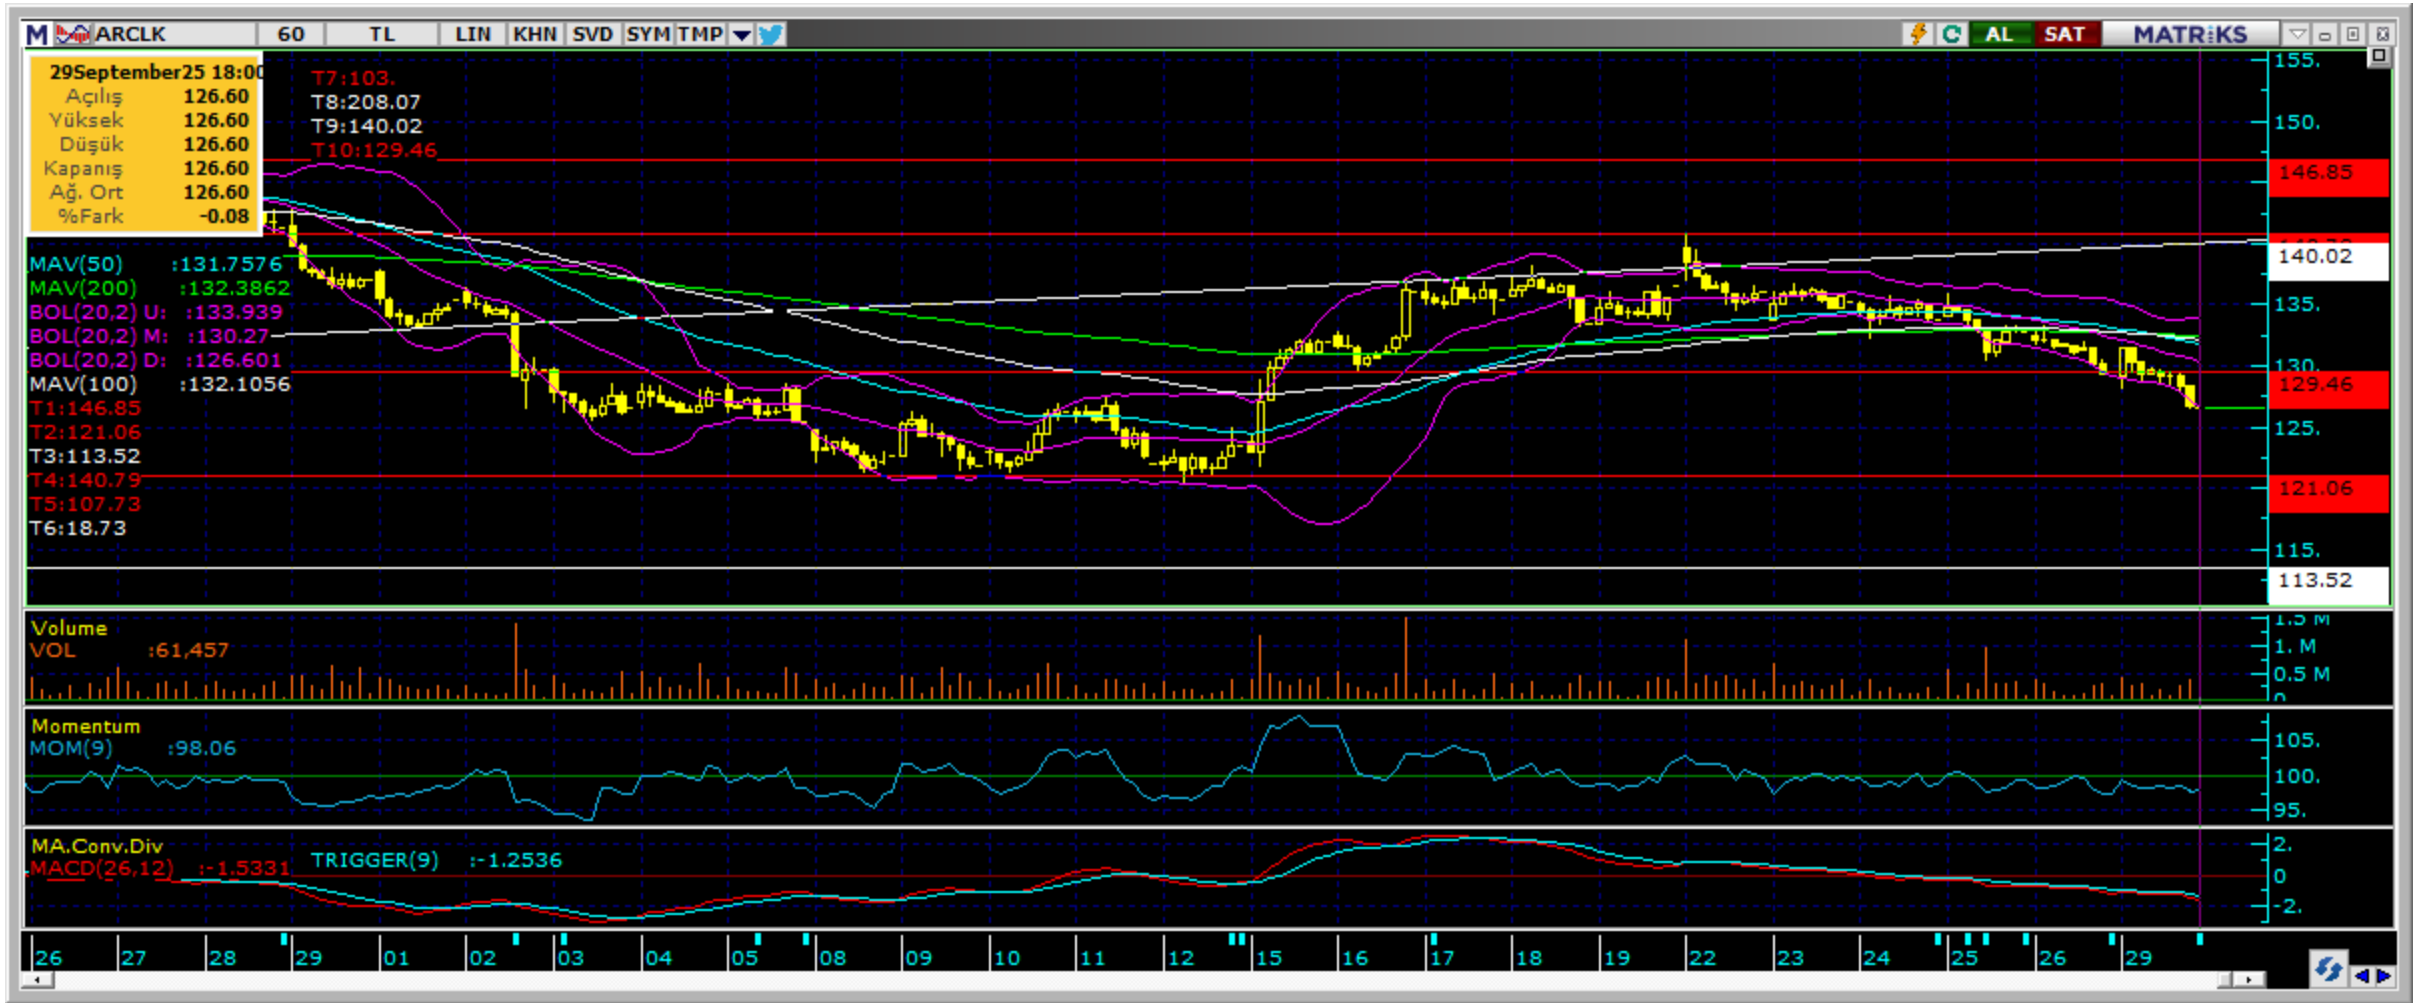 M ARCLK 60 TL LIN KHN SVD SYM TMP AL SAT MATRiKS
29September25 18:00
Açılış 126.60
Yüksek 126.60
Düşük 126.60
Kapanış 126.60
Ağ. Ort 126.60
%Fark -0.08
T7:103.
T8:208.07
T9:140.02
T10:129.46
MAV(50) :131.7576
MAV(200) :132.3862
BOL(20,2) U: :133.939
BOL(20,2) M: :130.27
BOL(20,2) D: :126.601
MAV(100) :132.1056
T1:146.85
T2:121.06
T3:113.52
T4:140.79
T5:107.73
T6:18.73
155.
150.
146.85
140.02
135.
130.
129.46
125.
121.06
115.
113.52
Volume
VOL :61,457
1.5 M
1. M
0.5 M
0
Momentum
MOM(9) :98.06
105.
100.
95.
MA.Conv.Div
MACD(26,12) :-1.5331 TRIGGER(9) :-1.2536
2.
0
-2.
26 27 28 29 01 02 03 04 05 08 09 10 11 12 15 16 17 18 19 22 23 24 25 26 29